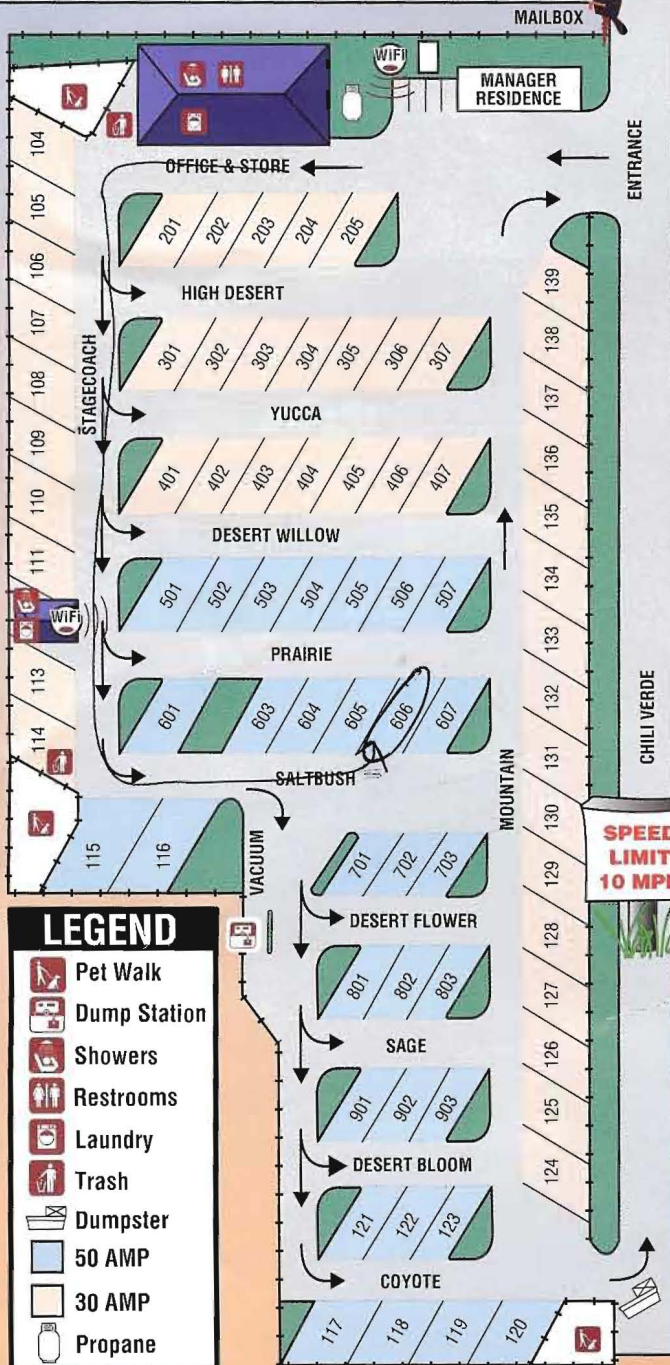 MAILBOX
WiFi
MANAGER
RESIDENCE
ENTRANCE
OFFICE & STORE
104
105
106
107
108
109
110
111
113
114
STAGECOACH
201 202 203 204 205
HIGH DESERT
301 302 303 304 305 306 307
YUCCA
401 402 403 404 405 406 407
DESERT WILLOW
501 502 503 504 505 506 507
WiFi
PRAIRIE
601 603 604 605 606 607
SALTBUSH
115 116
VACUUM
701 702 703
DESERT FLOWER
801 802 803
SAGE
901 902 903
DESERT BLOOM
121 122 123
COYOTE
117 118 119 120
MOUNTAIN
139
138
137
136
135
134
133
132
131
130
129
128
127
126
125
124
CHILI VERDE
SPEED
LIMIT
10 MPH
LEGEND
Pet Walk
Dump Station
Showers
Restrooms
Laundry
Trash
Dumpster
50 AMP
30 AMP
Propane